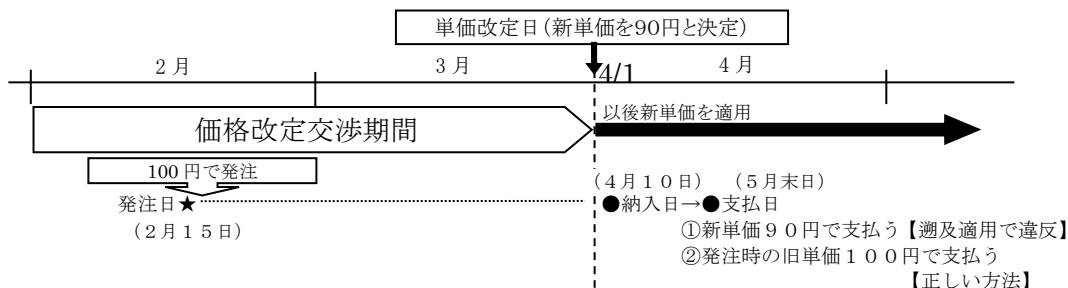 単価改定日（新単価を90円と決定）
2月
3月
4/1
4月
価格改定交渉期間
以後新単価を適用
100円で発注
発注日★
（２月１５日）
（４月１０日）
（５月末日）
●納入日→●支払日
①新単価９０円で支払う【遡及適用で違反】
②発注時の旧単価１００円で支払う
【正しい方法】